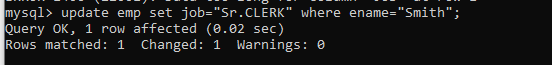 mysql> update emp set job="Sr.CLERK" where ename="Smith";
Query OK, 1 row affected (0.02 sec)
Rows matched: 1  Changed: 1  Warnings: 0